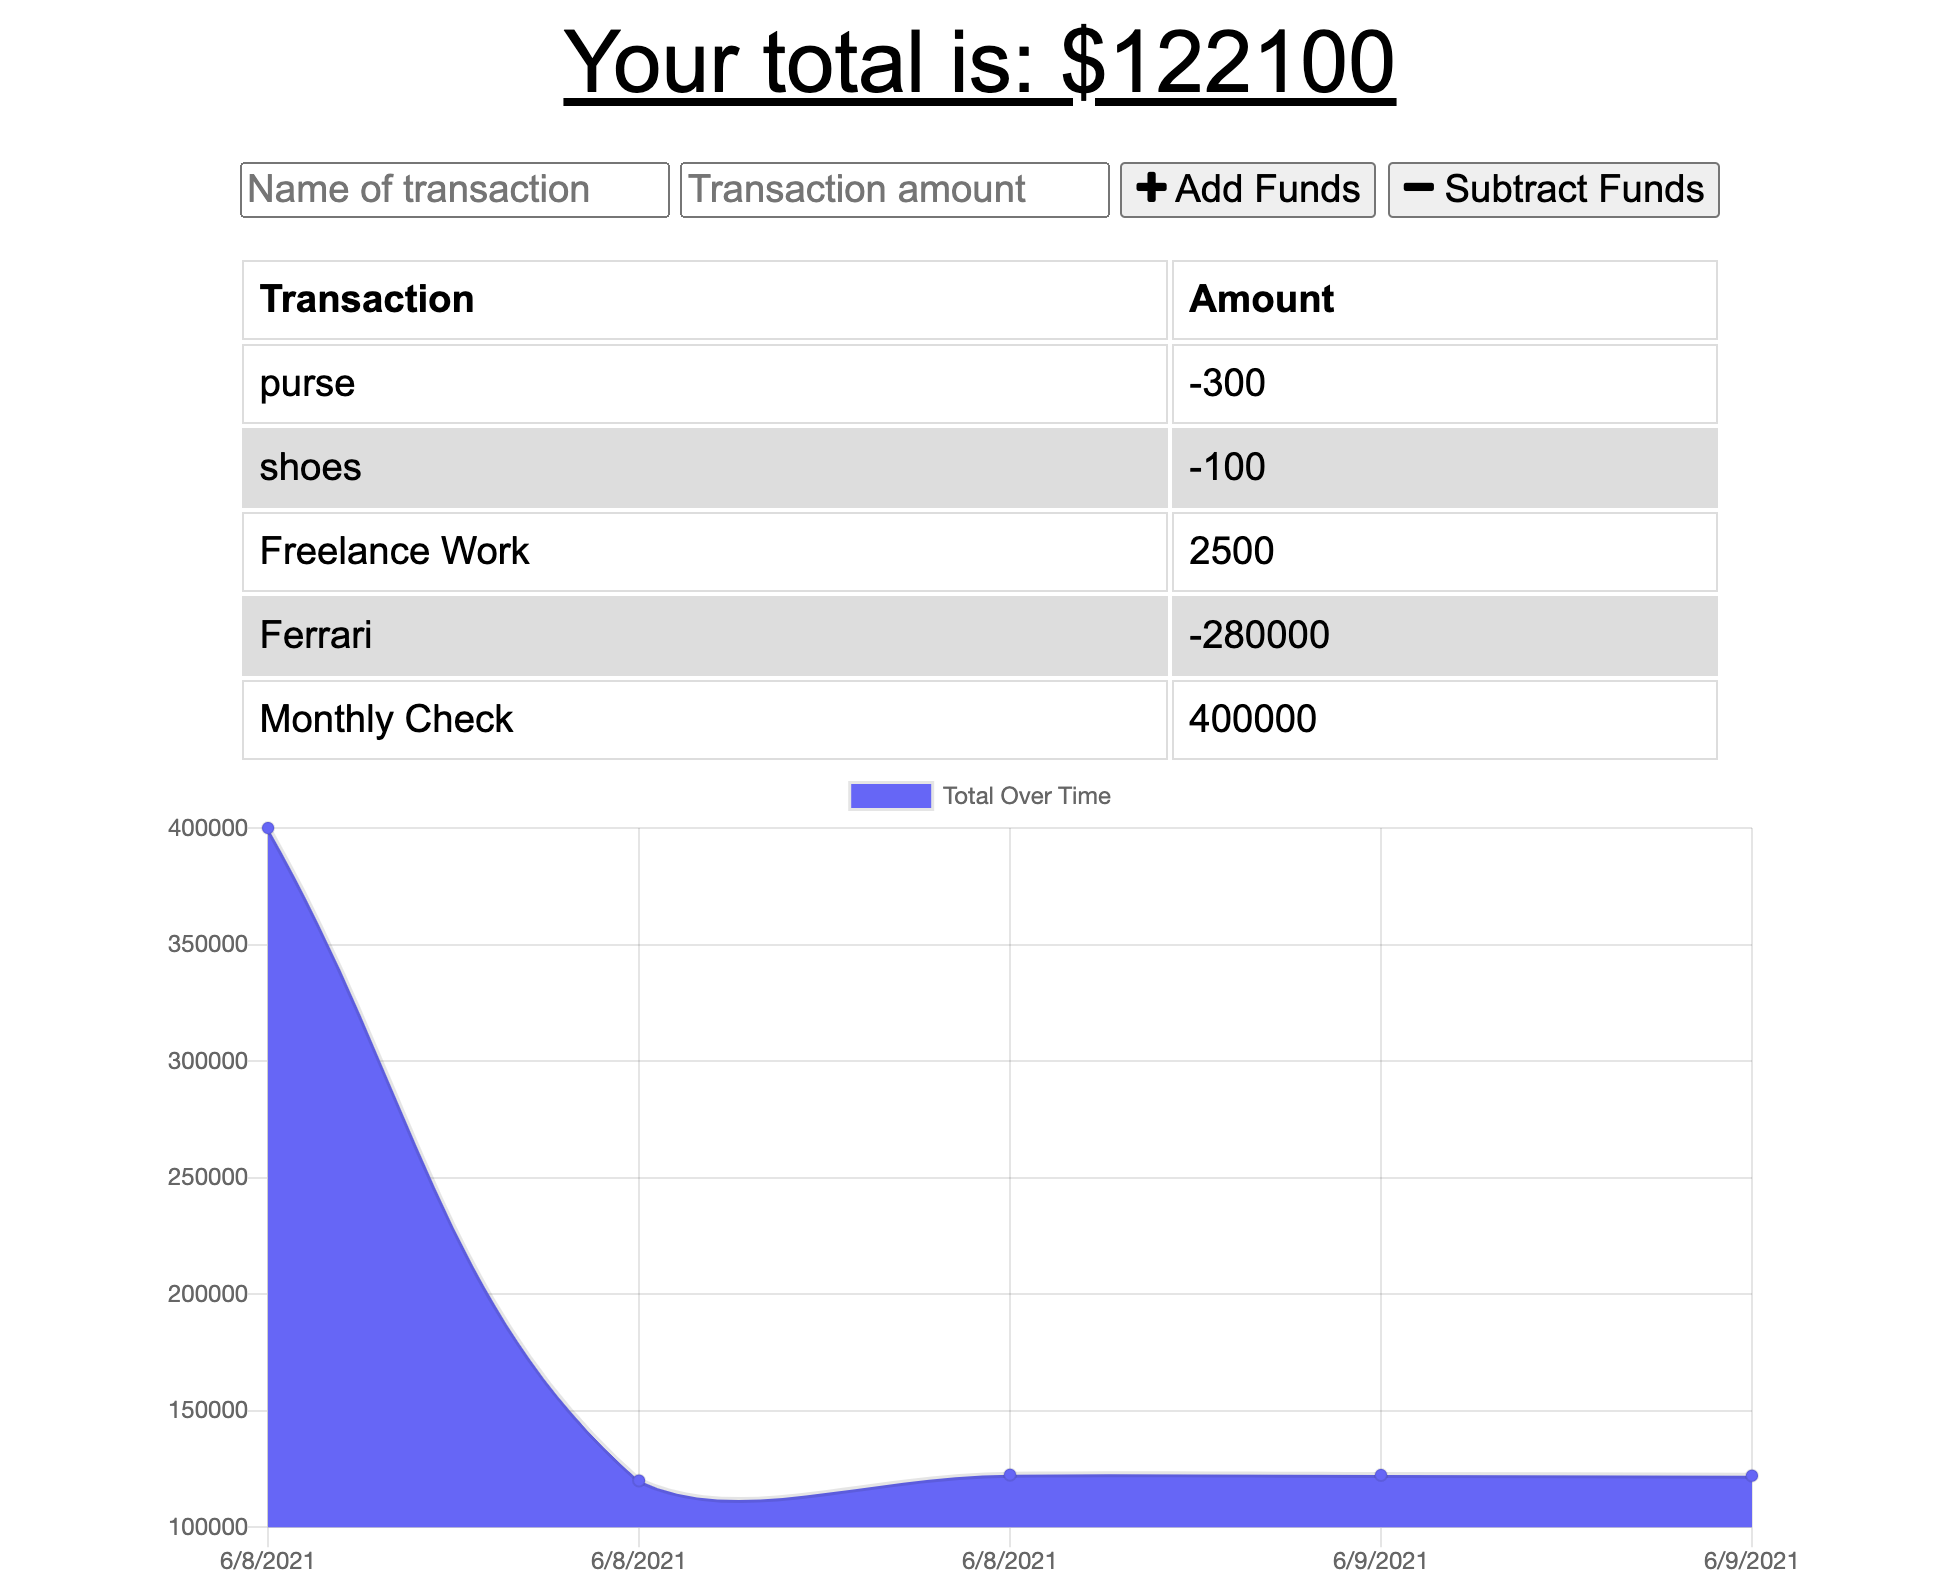 Your total is: $122100
Name of transaction Transaction amount + Add Funds − Subtract Funds
Transaction Amount
purse -300
shoes -100
Freelance Work 2500
Ferrari -280000
Monthly Check 400000
Total Over Time
400000
350000
300000
250000
200000
150000
100000
6/8/2021 6/8/2021 6/8/2021 6/9/2021 6/9/2021